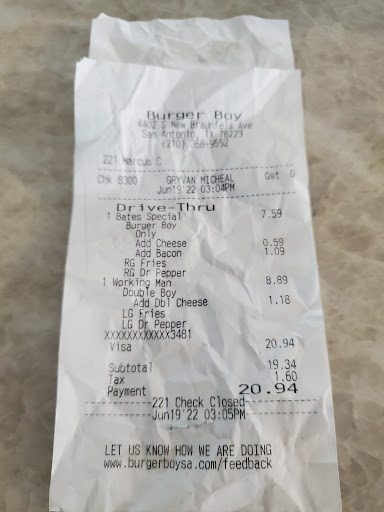 Burger Boy
4402 S New Braunfels Ave
San Antonio, TX 78223
(210) 368-9552
221 Marcus C
Chk 8300 GRYVAN MICHEAL Gst 0
Jun19'22 03:04PM
Drive-Thru
1 Bates Special 7.59
Burger Boy
Only
Add Cheese 0.59
Add Bacon 1.09
RG Fries
RG Dr Pepper
1 Working Man 8.89
Double Boy
Add Dbl Cheese 1.18
LG Fries
LG Dr Pepper
XXXXXXXXXXXX3481
Visa 20.94
Subtotal 19.34
Tax 1.60
Payment 20.94
----------221 Check Closed----------
----------Jun19'22 03:05PM----------
LET US KNOW HOW WE ARE DOING
www.burgerboysa.com/feedback